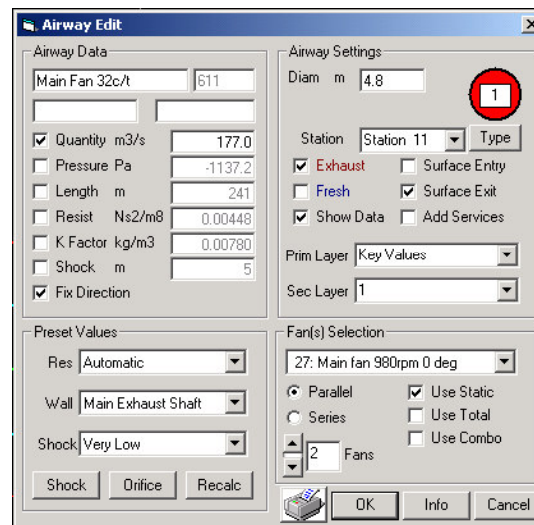 Airway Edit
Airway Data
Main Fan 32c/t 611
Quantity m3/s 177.0
Pressure Pa -1137.2
Length m 241
Resist Ns2/m8 0.00448
K Factor kg/m3 0.00780
Shock m 5
Fix Direction
Airway Settings
Diam m 4.8
1
Station Station 11 Type
Exhaust Surface Entry
Fresh Surface Exit
Show Data Add Services
Prim Layer Key Values
Sec Layer 1
Preset Values
Res Automatic
Wall Main Exhaust Shaft
Shock Very Low
Shock Orifice Recalc
Fan(s) Selection
27: Main fan 980rpm 0 deg
Parallel Use Static
Series Use Total
Use Combo
2 Fans
OK Info Cancel